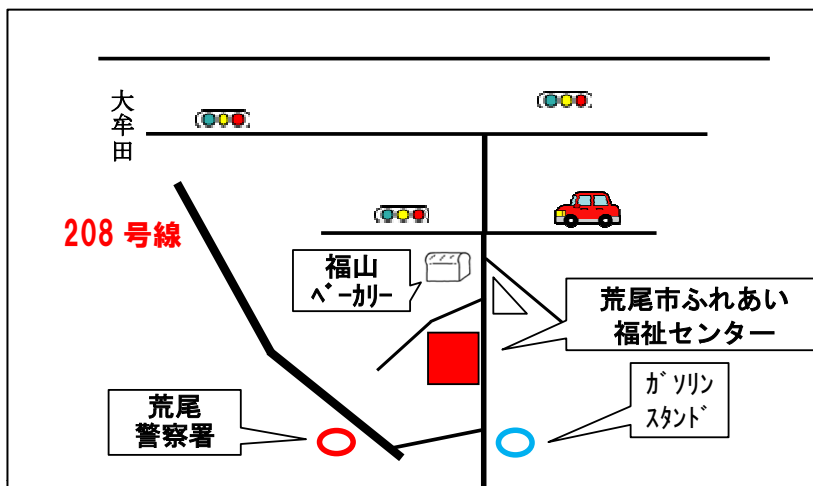 大牟田
208 号線
福山
ﾍﾞｰｶﾘｰ
荒尾市ふれあい
福祉センター
荒尾
警察署
ｶﾞｿﾘﾝ
ｽﾀﾝﾄﾞ